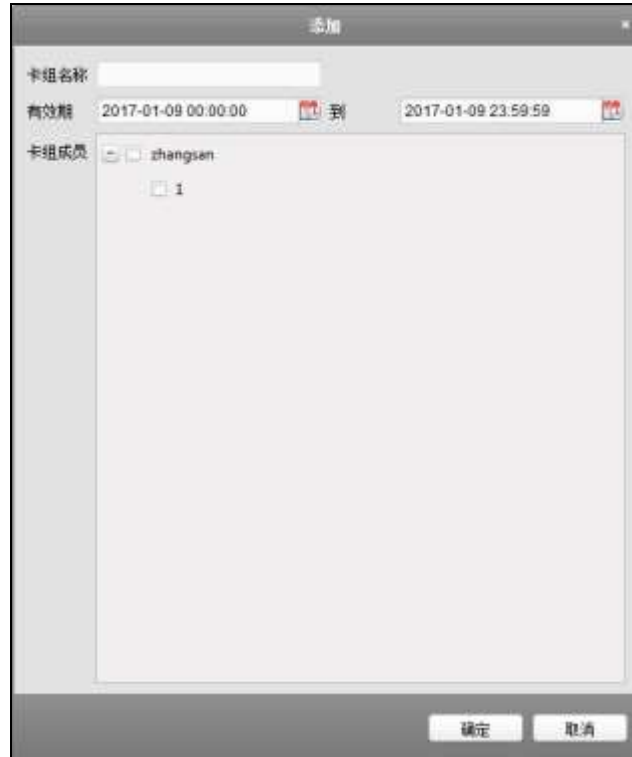 添加
卡组名称
有效期 2017-01-09 00:00:00 到 2017-01-09 23:59:59
卡组成员 zhangsan
1
确定 取消